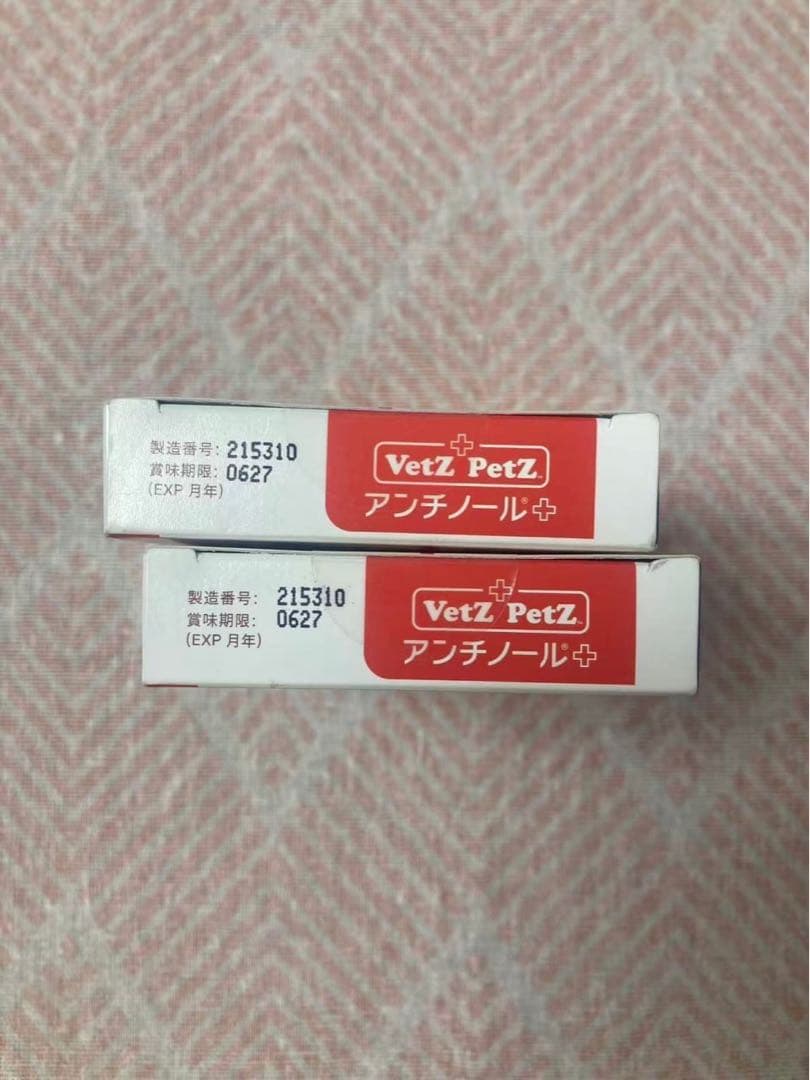 製造番号: 215310
賞味期限: 0627
(EXP 月年)
VetZ PetZ™
アンチノール®+
製造番号: 215310
賞味期限: 0627
(EXP 月年)
VetZ PetZ™
アンチノール®+